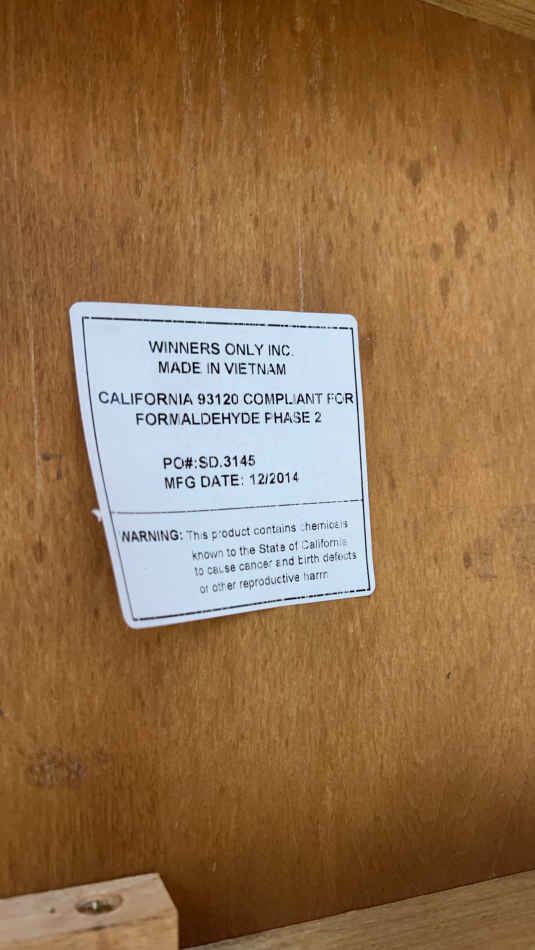 WINNERS ONLY INC.
MADE IN VIETNAM
CALIFORNIA 93120 COMPLIANT FOR
FORMALDEHYDE PHASE 2
PO#:SD.3145
MFG DATE: 12/2014
WARNING: This product contains chemicals
known to the State of California
to cause cancer and birth defects
or other reproductive harm